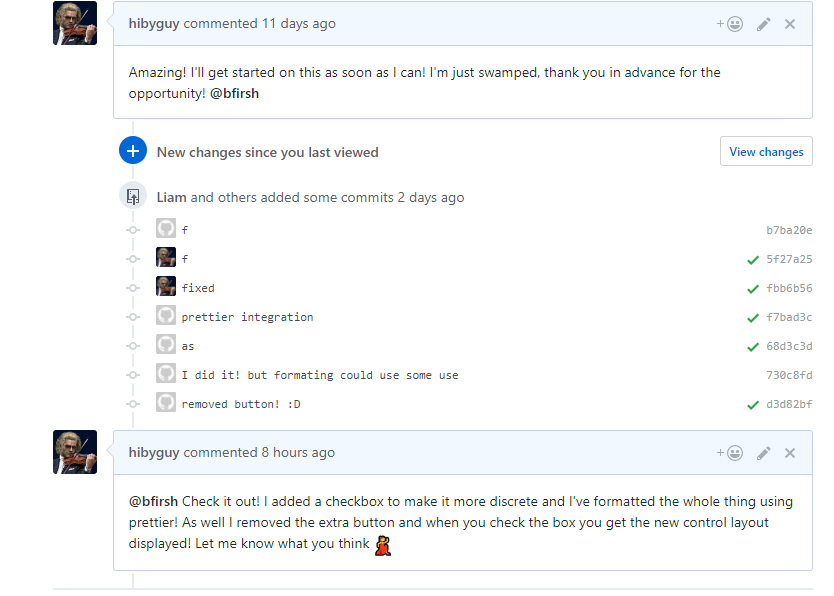 hibyguy commented 11 days ago
Amazing! I'll get started on this as soon as I can! I'm just swamped, thank you in advance for the
opportunity! @bfirsh
New changes since you last viewed
View changes
Liam and others added some commits 2 days ago
f b7ba20e
f 5f27a25
fixed fbb6b56
prettier integration f7bad3c
as 68d3c3d
I did it! but formating could use some use 730c8fd
removed button! :D d3d82bf
hibyguy commented 8 hours ago
@bfirsh Check it out! I added a checkbox to make it more discrete and I've formatted the whole thing using
prettier! As well I removed the extra button and when you check the box you get the new control layout
displayed! Let me know what you think